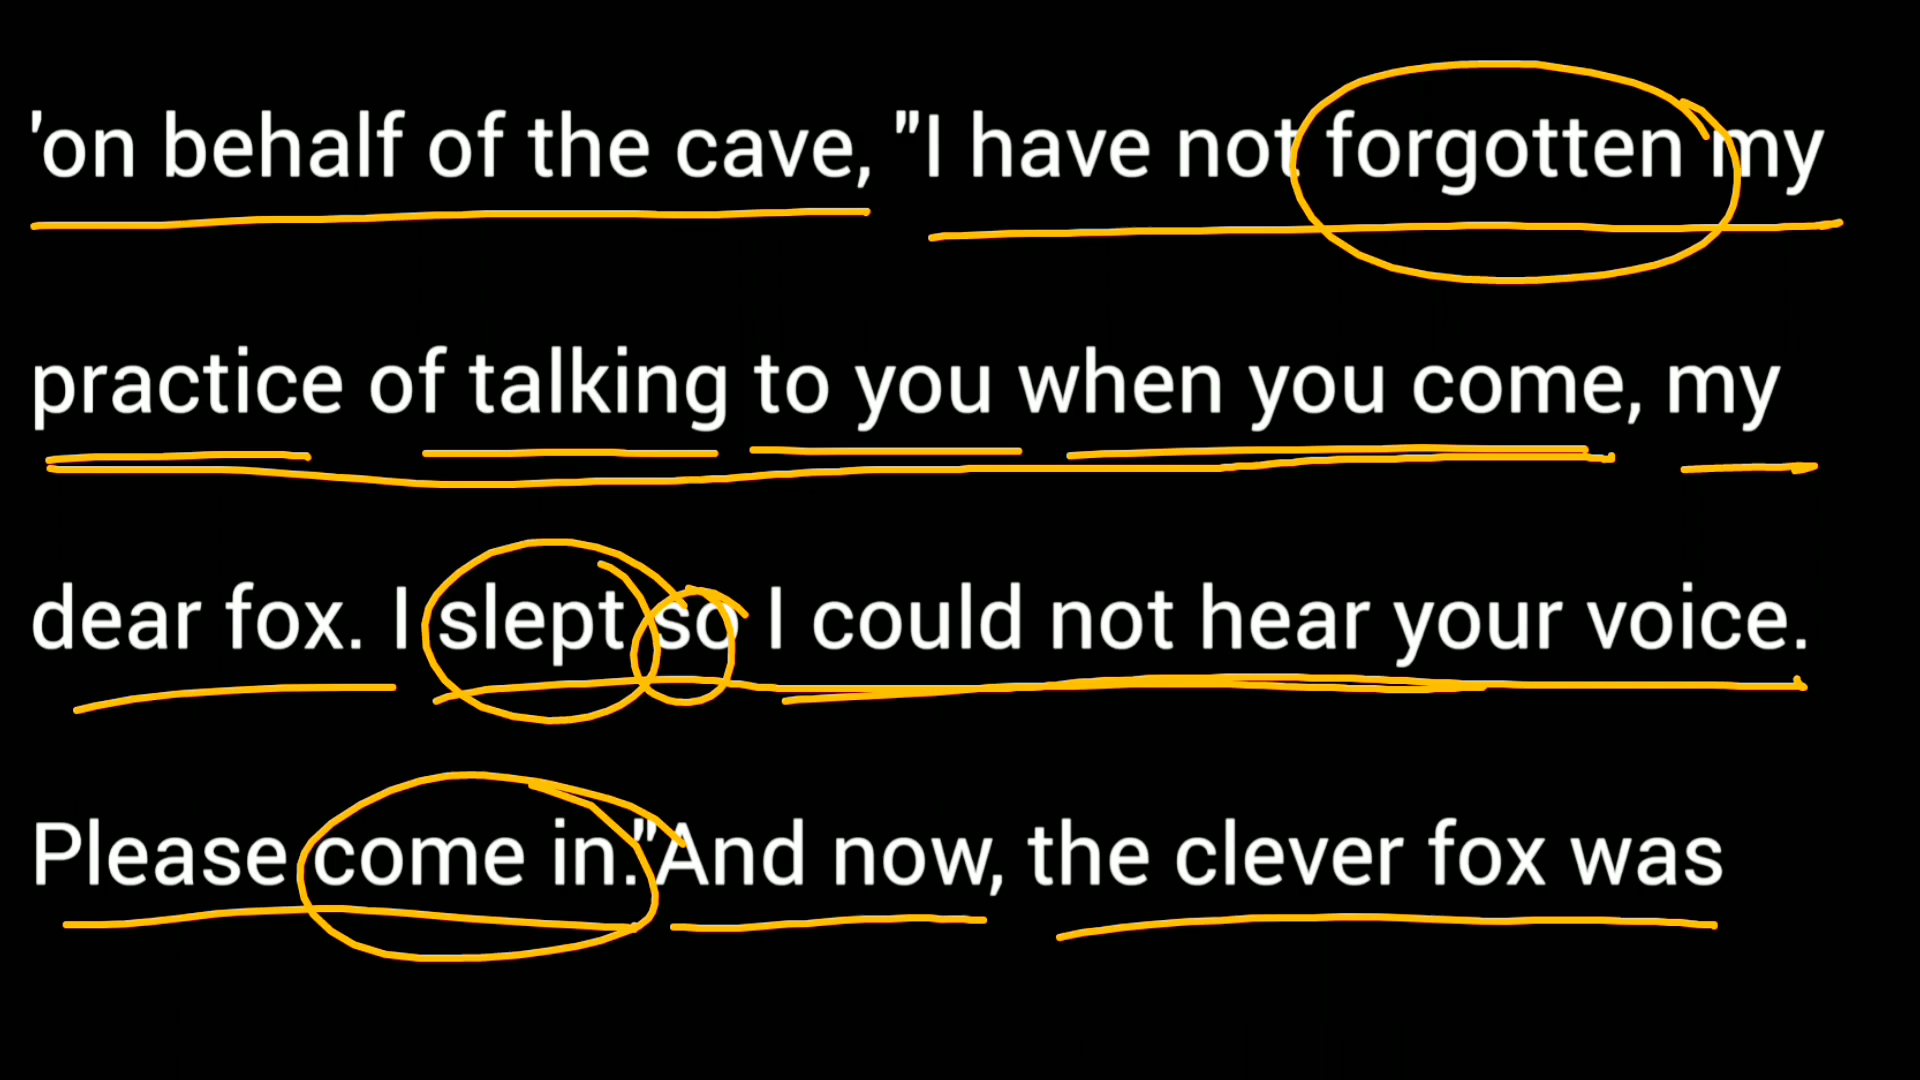 'on behalf of the cave, "I have not forgotten my
practice of talking to you when you come, my
dear fox. I slept so I could not hear your voice.
Please come in."And now, the clever fox was